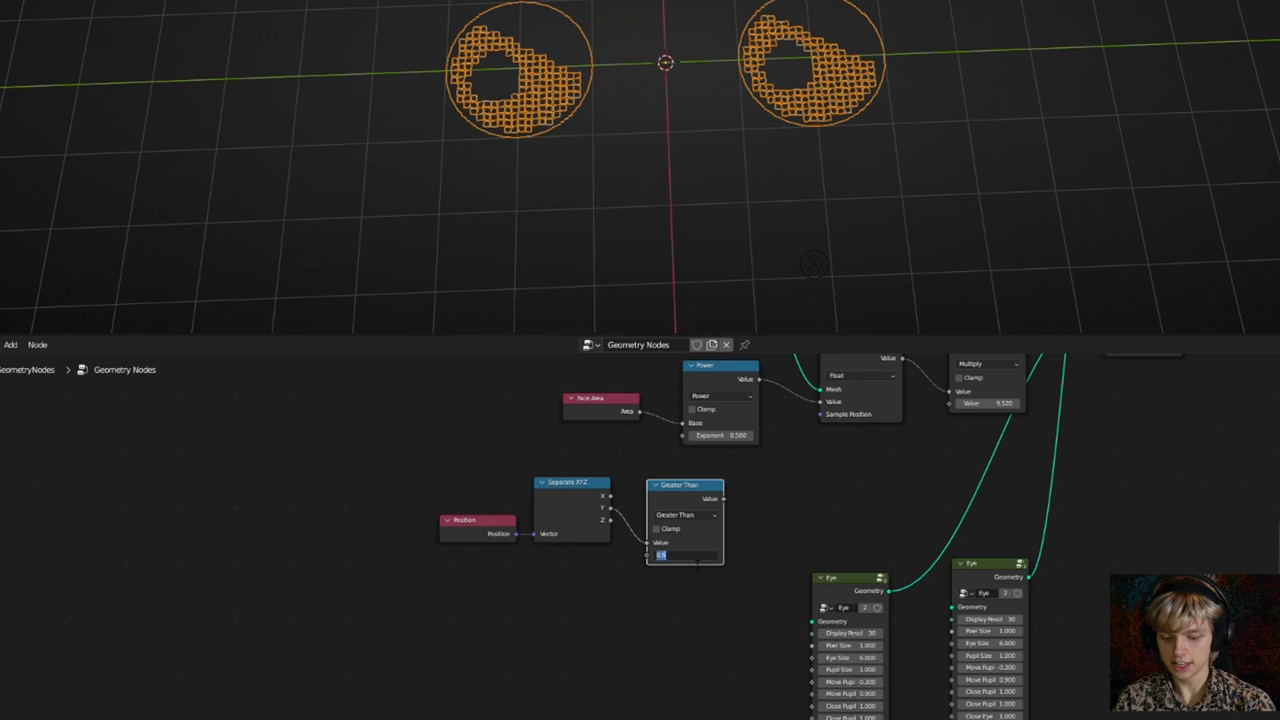 Add Node
Geometry Nodes
GeometryNodes > Geometry Nodes
Power
Value
Power
Clamp
Base
Exponent 0.500
Face Area
Area
Value
Float
Mesh
Value
Sample Position
Multiply
Clamp
Value
Value 9.520
Position
Position
Separate XYZ
X
Y
Z
Vector
Greater Than
Value
Greater Than
Clamp
Value
0.5
Eye
Geometry
Eye 2
Geometry
Display Resol 30
Pixel Size 1.000
Eye Size 6.000
Pupil Size 1.000
Move Pupil -0.300
Move Pupil 0.900
Close Pupil 1.000
Eye
Geometry
Eye 2
Geometry
Display Resol 30
Pixel Size 1.000
Eye Size 6.000
Pupil Size 1.000
Move Pupil -0.300
Move Pupil 0.900
Close Pupil 1.000
Close Pupil 1.000
Close Eye 1.000